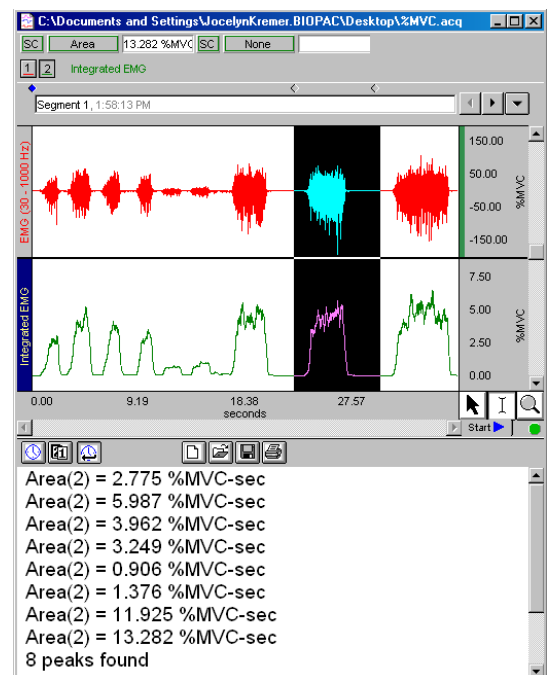 C:\Documents and Settings\JocelynKremer.BIOPAC\Desktop\%MVC.acq
SC Area 13.282 %MVC SC None
1 2 Integrated EMG
Segment 1, 1:58:13 PM
EMG (30 - 1000 Hz)
150.00
50.00
-50.00
-150.00
%MVC
Integrated EMG
7.50
5.00
2.50
0.00
%MVC
0.00 9.19 18.38 27.57
seconds
Start
Area(2) = 2.775 %MVC-sec
Area(2) = 5.987 %MVC-sec
Area(2) = 3.962 %MVC-sec
Area(2) = 3.249 %MVC-sec
Area(2) = 0.906 %MVC-sec
Area(2) = 1.376 %MVC-sec
Area(2) = 11.925 %MVC-sec
Area(2) = 13.282 %MVC-sec
8 peaks found